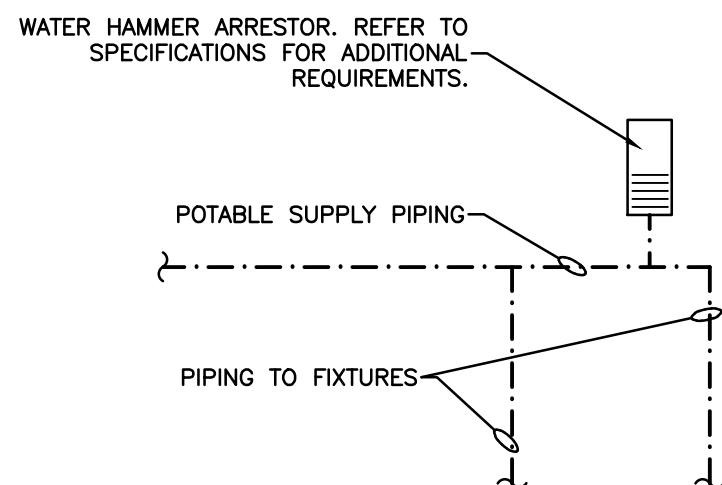 WATER HAMMER ARRESTOR. REFER TO
SPECIFICATIONS FOR ADDITIONAL
REQUIREMENTS.
POTABLE SUPPLY PIPING
PIPING TO FIXTURES